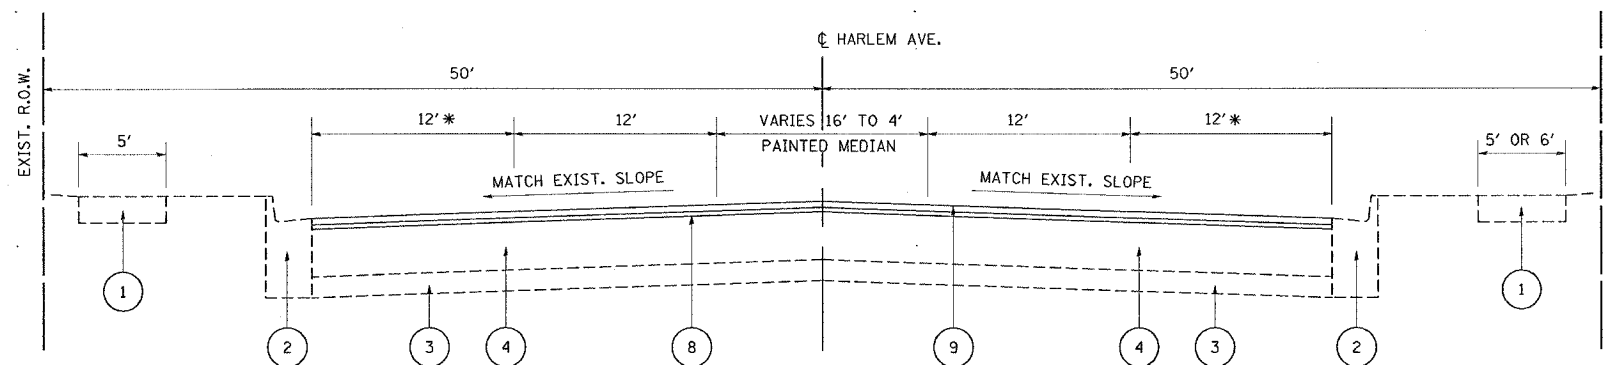 ℄ HARLEM AVE.
50' 50'
EXIST. R.O.W.
12'* 12' VARIES 16' TO 4' 12' 12'*
PAINTED MEDIAN
5' 5' OR 6'
MATCH EXIST. SLOPE MATCH EXIST. SLOPE
1 1
2 3 4 8 9 4 3 2